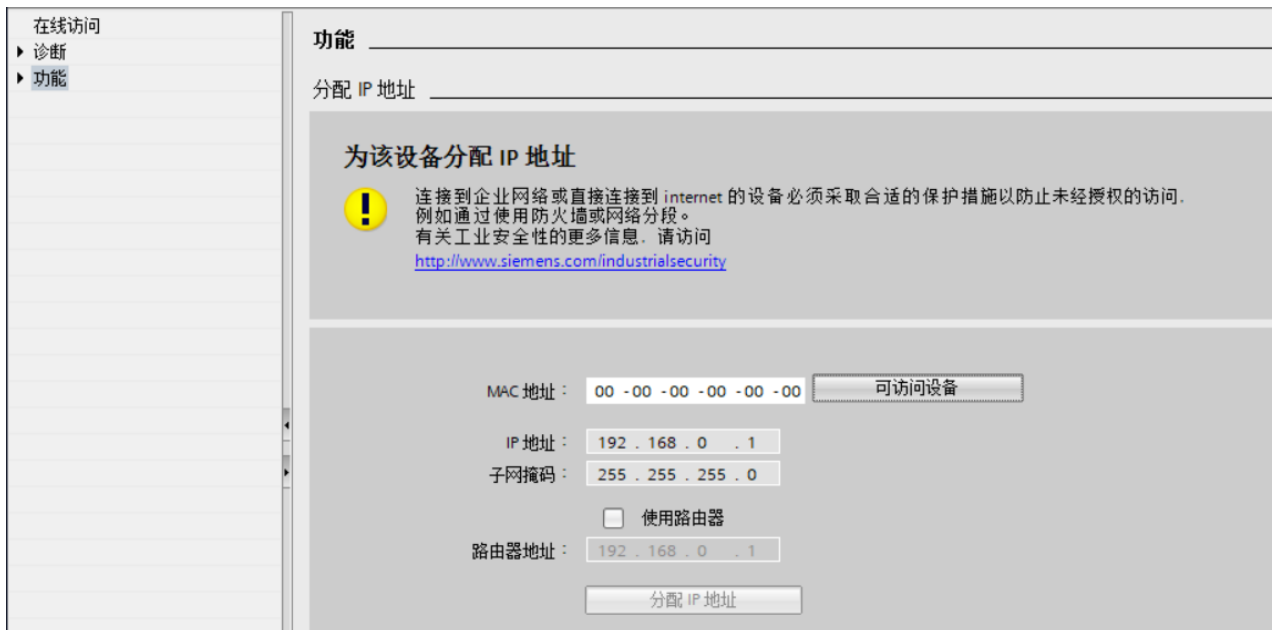 在线访问
诊断
功能
功能
分配 IP 地址
为该设备分配 IP 地址
连接到企业网络或直接连接到 internet 的设备必须采取合适的保护措施以防止未经授权的访问.
例如通过使用防火墙或网络分段。
有关工业安全性的更多信息. 请访问
http://www.siemens.com/industrialsecurity
MAC 地址: 00 -00 -00 -00 -00 -00 可访问设备
IP 地址: 192 . 168 . 0 . 1
子网掩码: 255 . 255 . 255 . 0
使用路由器
路由器地址: 192 . 168 . 0 . 1
分配 IP 地址